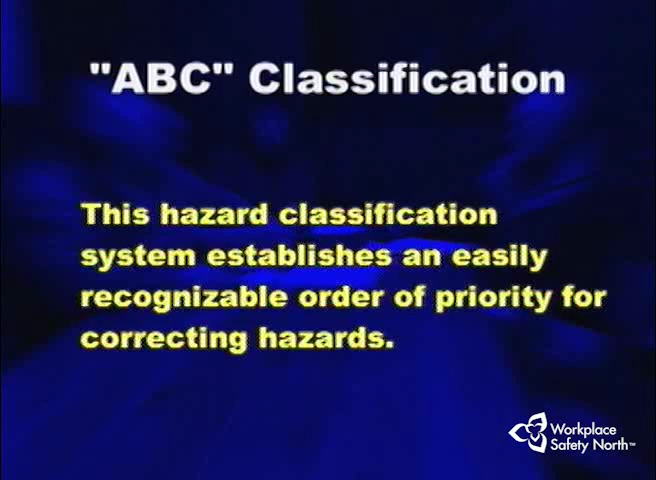 "ABC" Classification
This hazard classification
system establishes an easily
recognizable order of priority for
correcting hazards.
Workplace
Safety North™